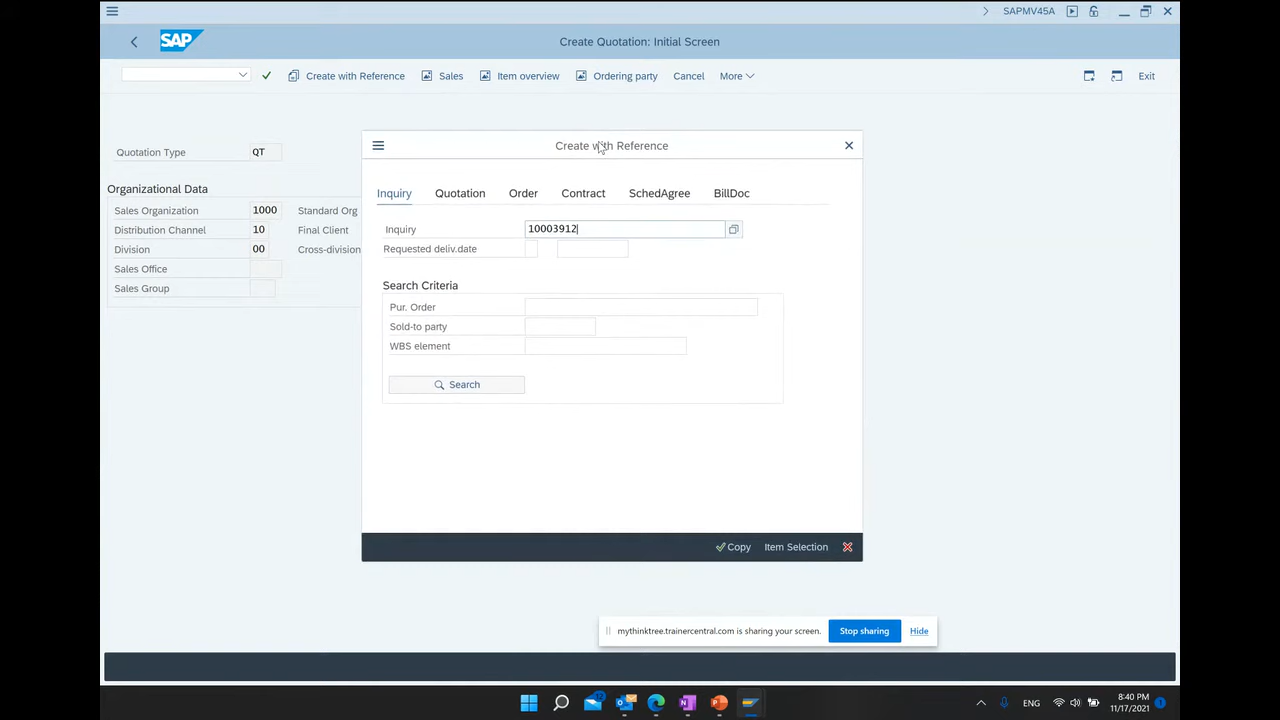 SAPMV45A
SAP
Create Quotation: Initial Screen
Create with Reference Sales Item overview Ordering party Cancel More Exit
Quotation Type QT
Organizational Data
Sales Organization 1000 Standard Org
Distribution Channel 10 Final Client
Division 00 Cross-division
Sales Office
Sales Group
Create with Reference
Inquiry Quotation Order Contract SchedAgree BillDoc
Inquiry 10003912
Requested deliv.date
Search Criteria
Pur. Order
Sold-to party
WBS element
Search
Copy Item Selection
mythinktree.trainercentral.com is sharing your screen. Stop sharing Hide
ENG 8:40 PM
11/17/2021